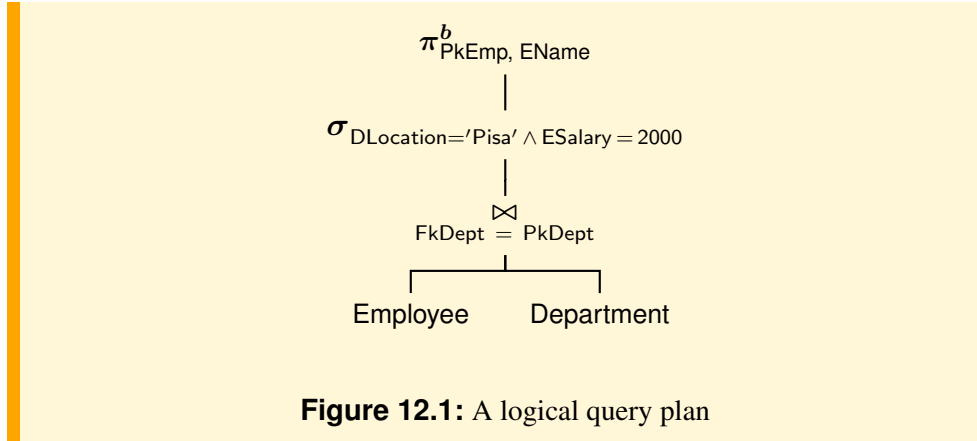 π^b PkEmp, EName
σ DLocation='Pisa' ∧ ESalary = 2000
⋈
FkDept = PkDept
Employee Department
Figure 12.1: A logical query plan